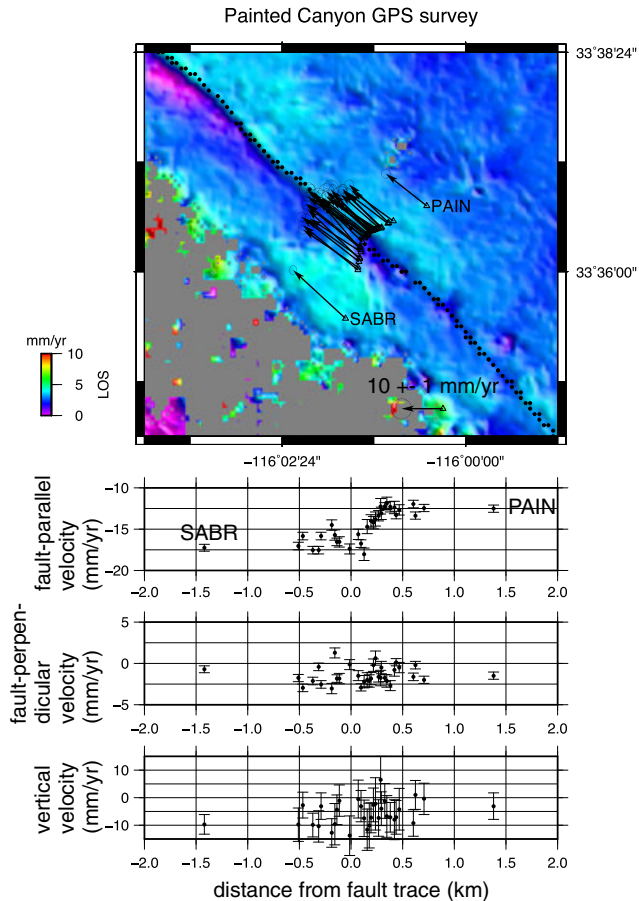 Painted Canyon GPS survey
33°38'24"
PAIN
33°36'00"
SABR
mm/yr
10
5
0
LOS
10 +- 1 mm/yr
-116°02'24"
-116°00'00"
fault-parallel
velocity
(mm/yr)
-10
-15
-20
SABR
PAIN
-2.0 -1.5 -1.0 -0.5 0.0 0.5 1.0 1.5 2.0
fault-perpen-
dicular velocity
(mm/yr)
5
0
-5
-2.0 -1.5 -1.0 -0.5 0.0 0.5 1.0 1.5 2.0
vertical
velocity
(mm/yr)
10
0
-10
-2.0 -1.5 -1.0 -0.5 0.0 0.5 1.0 1.5 2.0
distance from fault trace (km)